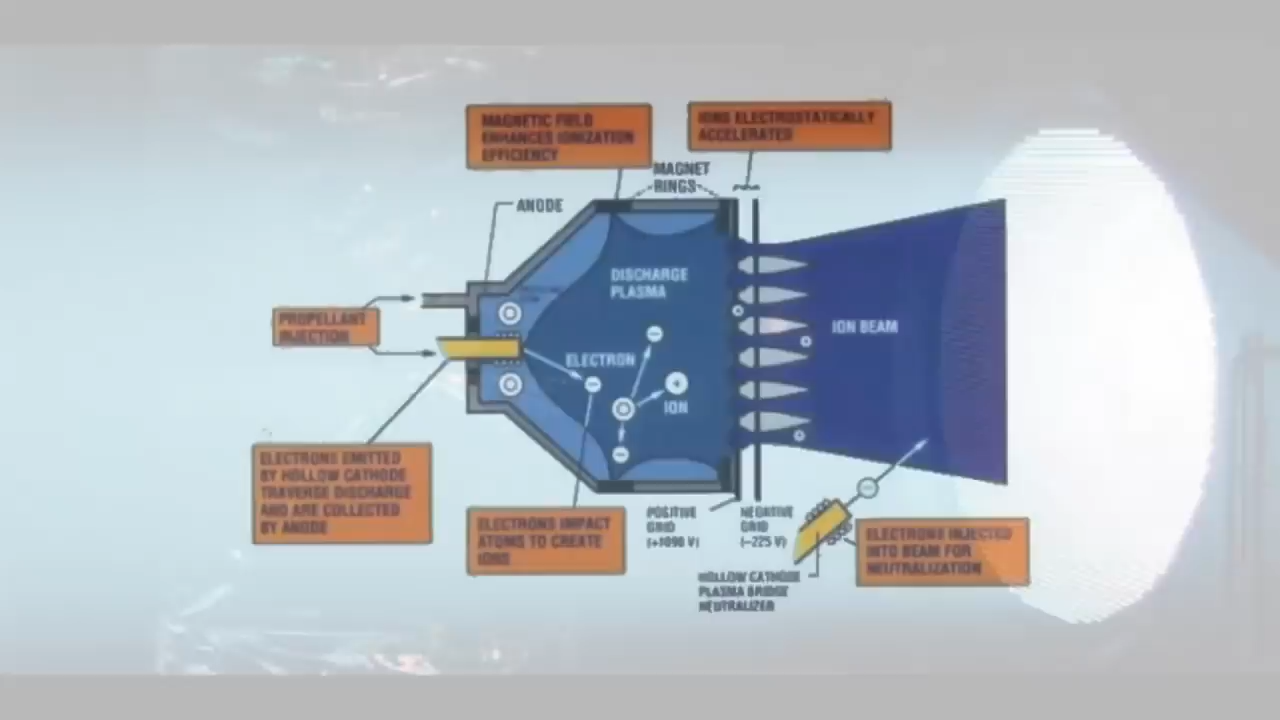 MAGNETIC FIELD
ENHANCES IONIZATION
EFFICIENCY
IONS ELECTROSTATICALLY
ACCELERATED
MAGNET
RINGS
ANODE
DISCHARGE
PLASMA
PROPELLANT
INJECTION
ION BEAM
ELECTRON
ION
ELECTRONS EMITTED
BY HOLLOW CATHODE
TRAVERSE DISCHARGE
AND ARE COLLECTED
BY ANODE
ELECTRONS IMPACT
ATOMS TO CREATE
IONS
POSITIVE
GRID
(+1090 V)
NEGATIVE
GRID
(-225 V)
ELECTRONS INJECTED
INTO BEAM FOR
NEUTRALIZATION
HOLLOW CATHODE
PLASMA BRIDGE
NEUTRALIZER